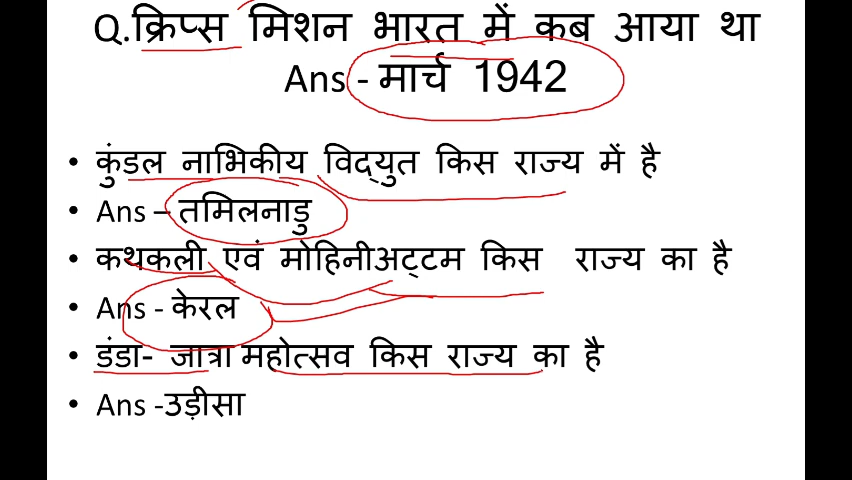 Q.क्रिप्स मिशन भारत में कब आया था
Ans - मार्च 1942
• कुंडल नाभिकीय विद्युत किस राज्य में है
• Ans – तमिलनाडु
• कथकली एवं मोहिनीअट्टम किस राज्य का है
• Ans - केरल
• डंडा- जात्रा महोत्सव किस राज्य का है
• Ans -उड़ीसा